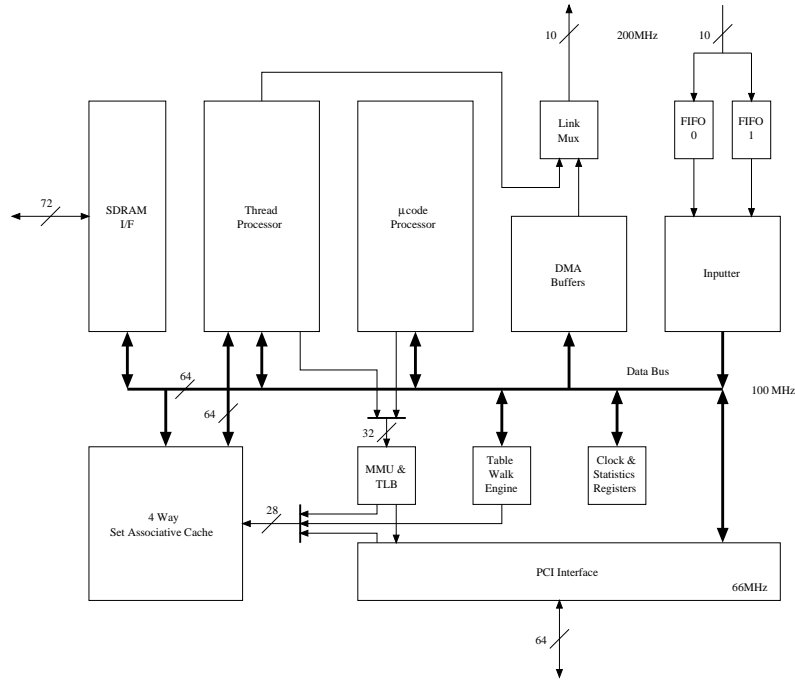 10
200MHz
10
Link
Mux
FIFO
0
FIFO
1
72
SDRAM
I/F
Thread
Processor
µcode
Processor
DMA
Buffers
Inputter
64
Data Bus
100 MHz
64
32
4 Way
Set Associative Cache
28
MMU &
TLB
Table
Walk
Engine
Clock &
Statistics
Registers
PCI Interface
66MHz
64